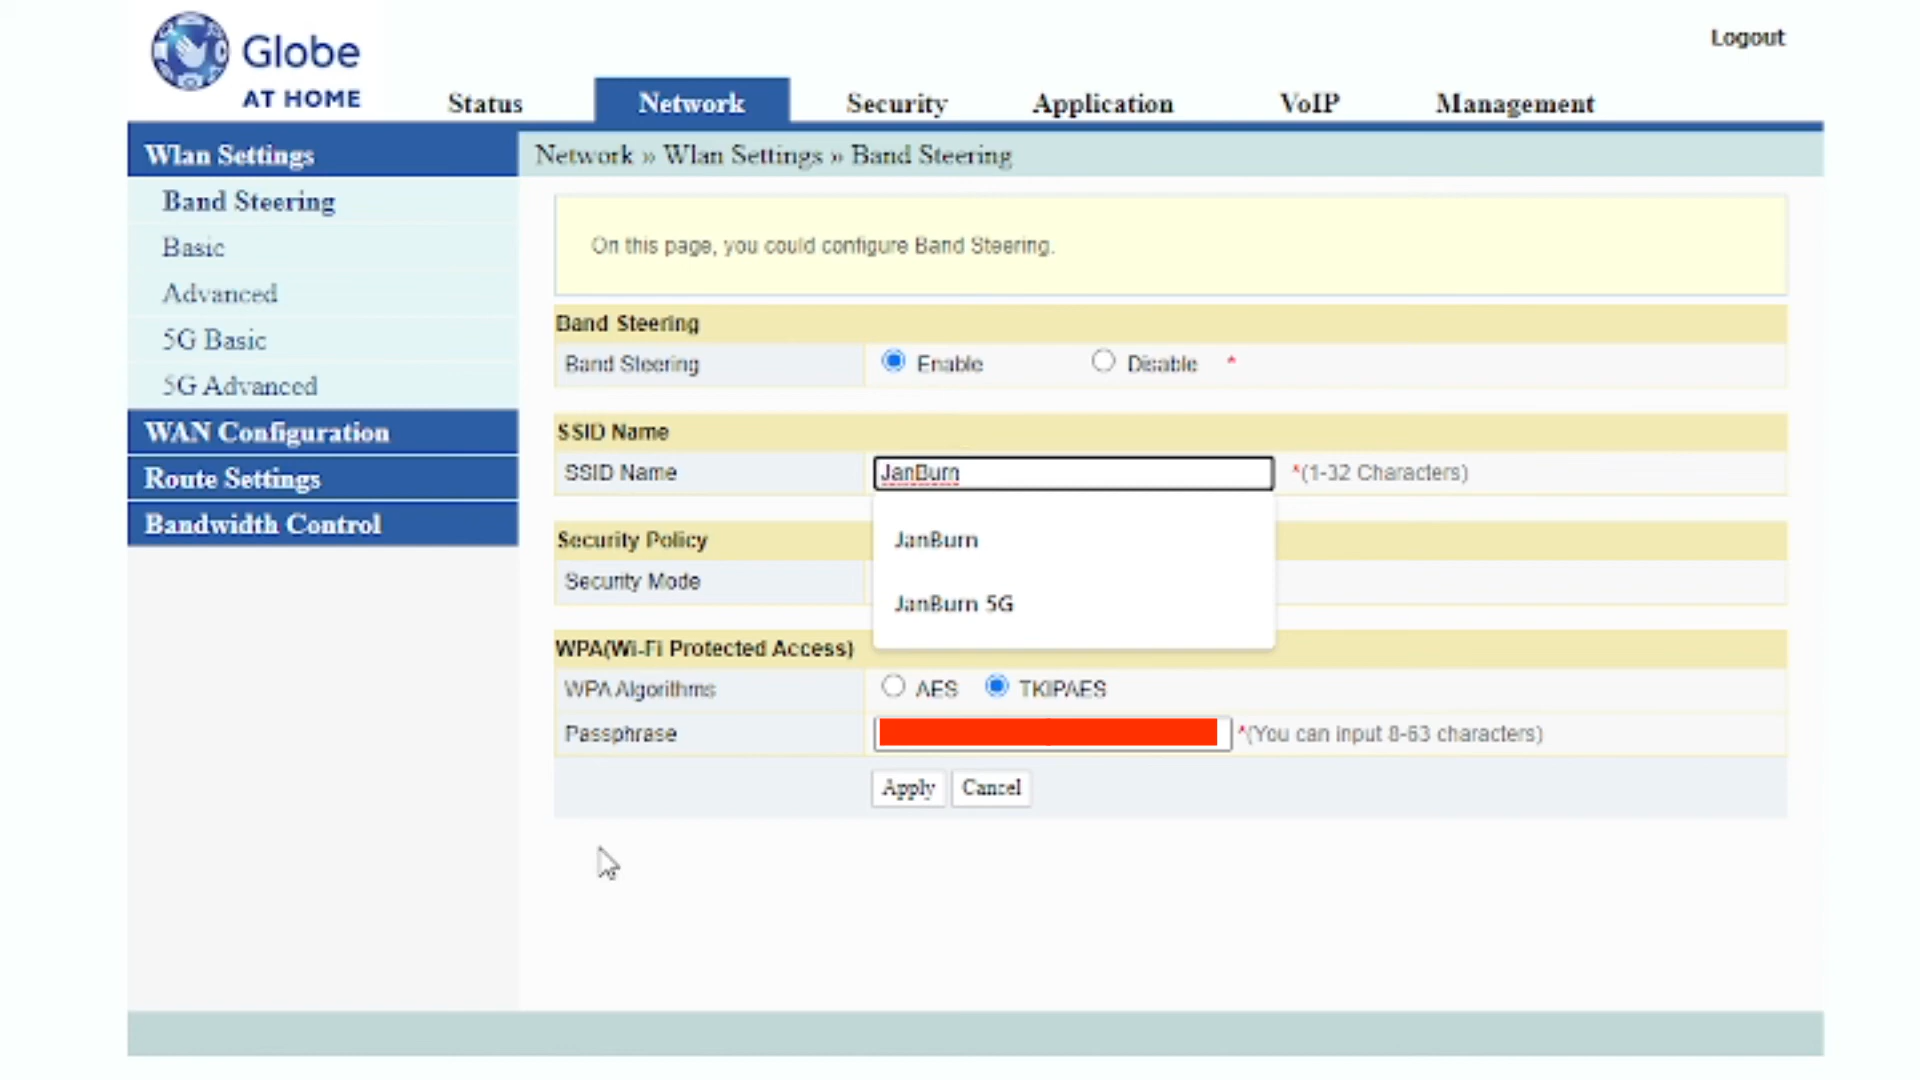 Globe
AT HOME
Logout
Status
Network
Security
Application
VoIP
Management
Wlan Settings
Network » Wlan Settings » Band Steering
Band Steering
Basic
Advanced
5G Basic
5G Advanced
WAN Configuration
Route Settings
Bandwidth Control
On this page, you could configure Band Steering.
Band Steering
Band Steering Enable Disable *
SSID Name
SSID Name JanBurn *(1-32 Characters)
JanBurn
JanBurn 5G
Security Policy
Security Mode
WPA(Wi-Fi Protected Access)
WPA Algorithms AES TKIPAES
Passphrase *(You can input 8-63 characters)
Apply Cancel